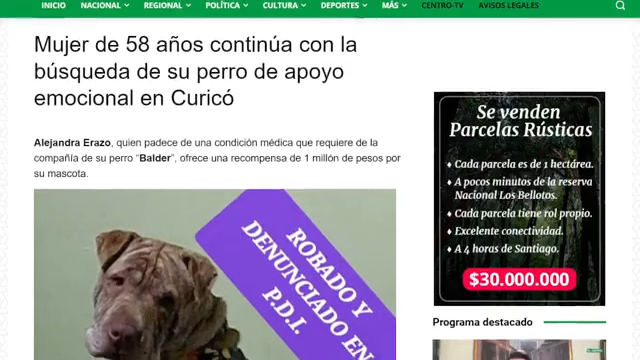 INICIO NACIONAL REGIONAL POLÍTICA CULTURA DEPORTES MÁS CENTRO-TV AVISOS LEGALES
Mujer de 58 años continúa con la
búsqueda de su perro de apoyo
emocional en Curicó
Alejandra Erazo, quien padece de una condición médica que requiere de la
compañía de su perro “Balder”, ofrece una recompensa de 1 millón de pesos por
su mascota.
ROBADO Y
DENUNCIADO EN
P.D.I.
Se venden
Parcelas Rústicas
Cada parcela es de 1 hectárea.
A pocos minutos de la reserva
Nacional Los Bellotos.
Cada parcela tiene rol propio.
Excelente conectividad.
A 4 horas de Santiago.
$30.000.000
Programa destacado